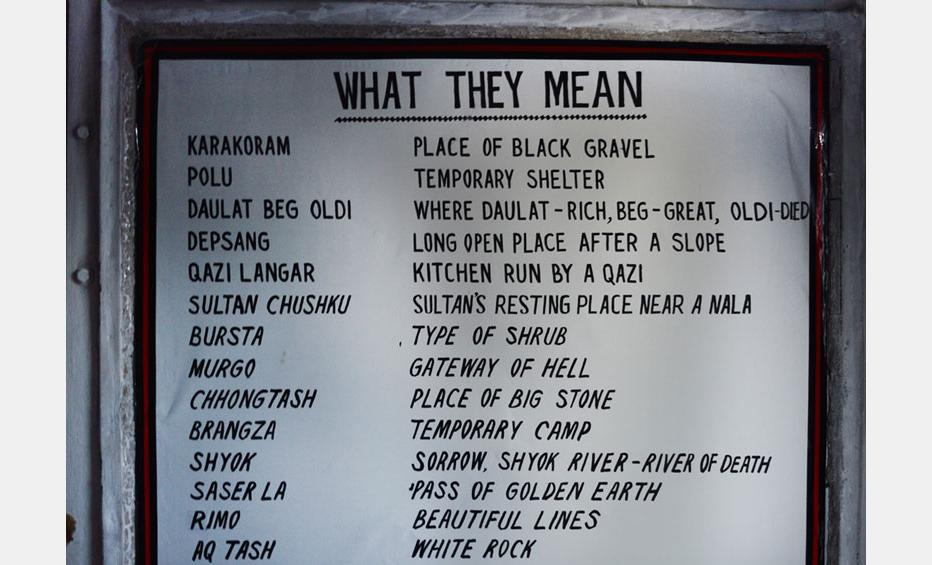 WHAT THEY MEAN
KARAKORAM PLACE OF BLACK GRAVEL
POLU TEMPORARY SHELTER
DAULAT BEG OLDI WHERE DAULAT-RICH, BEG-GREAT, OLDI-DIED
DEPSANG LONG OPEN PLACE AFTER A SLOPE
QAZI LANGAR KITCHEN RUN BY A QAZI
SULTAN CHUSHKU SULTAN'S RESTING PLACE NEAR A NALA
BURSTA TYPE OF SHRUB
MURGO GATEWAY OF HELL
CHHONGTASH PLACE OF BIG STONE
BRANGZA TEMPORARY CAMP
SHYOK SORROW, SHYOK RIVER-RIVER OF DEATH
SASER LA PASS OF GOLDEN EARTH
RIMO BEAUTIFUL LINES
AQ TASH WHITE ROCK